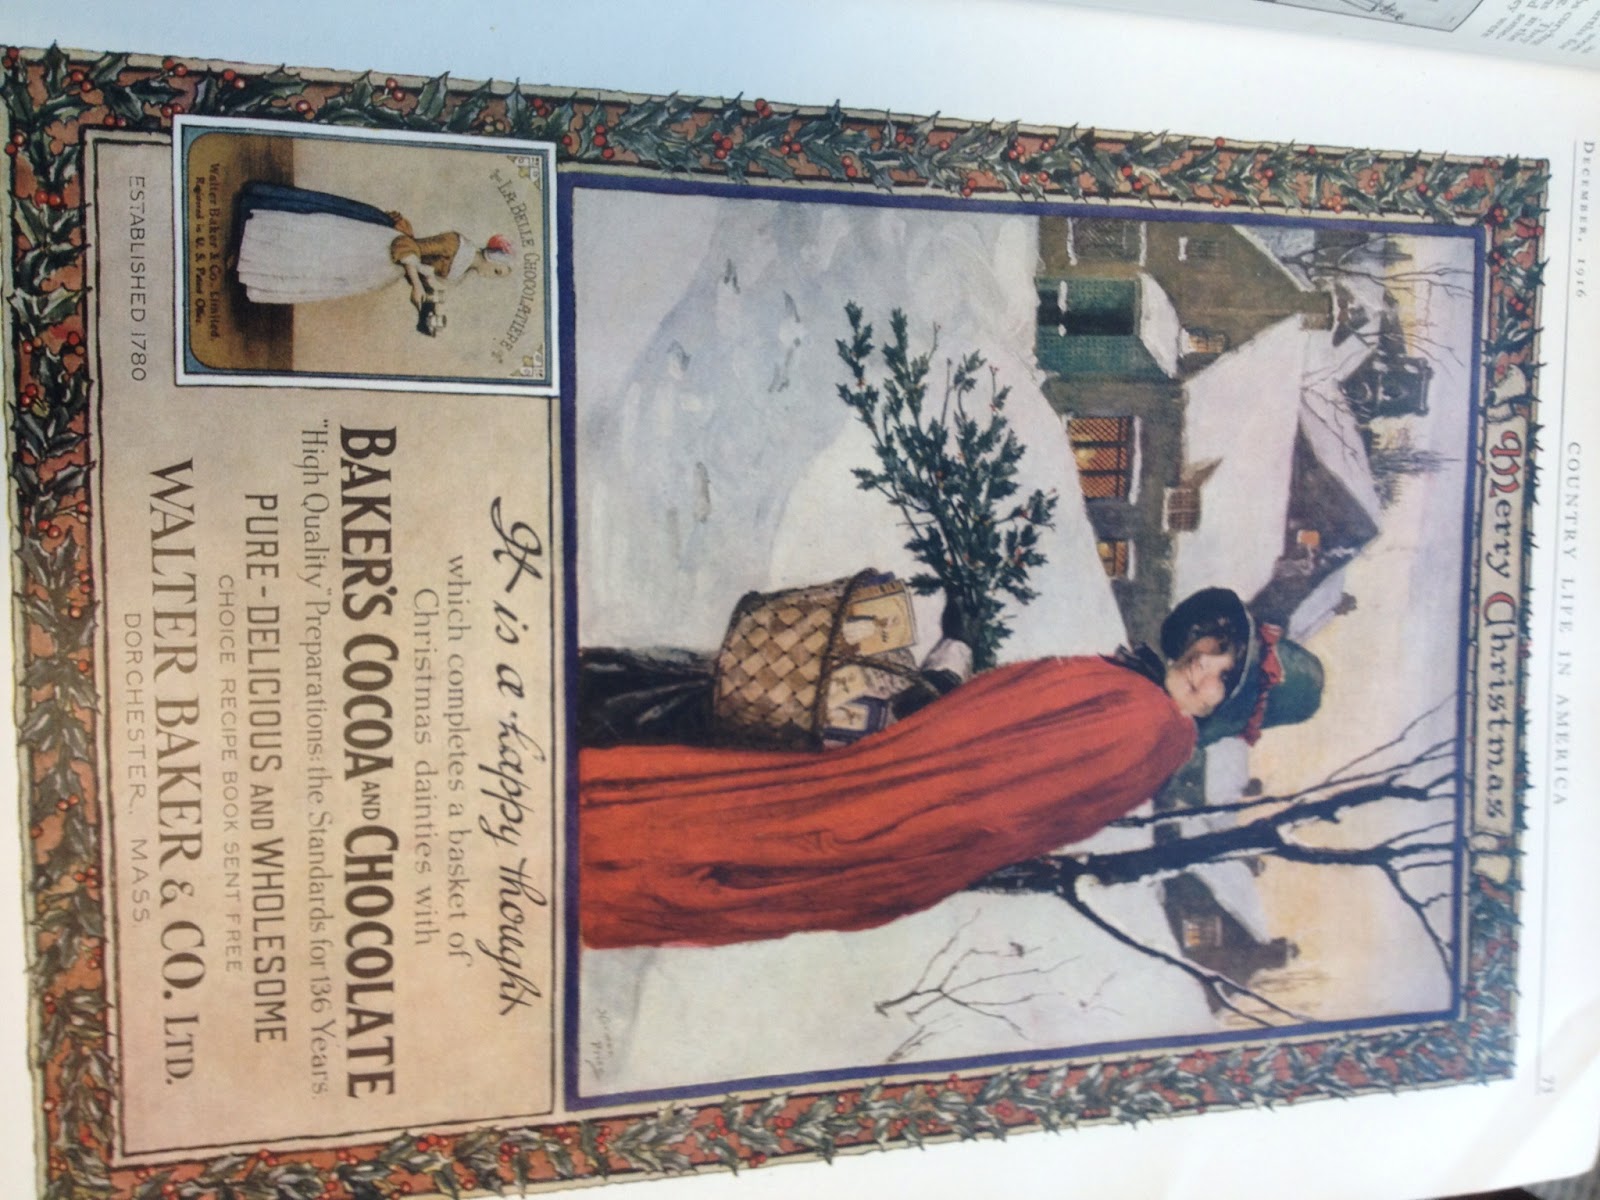 DECEMBER, 1916
COUNTRY LIFE IN AMERICA
73
Merry Christmas
LA BELLE CHOCOLATIERE
Walter Baker & Co., Limited.
Registered in U. S. Patent Office.
ESTABLISHED 1780
It is a happy thought
which completes a basket of
Christmas dainties with
BAKER'S COCOA AND CHOCOLATE
"High Quality" Preparations: the Standards for 136 Years.
PURE - DELICIOUS AND WHOLESOME
CHOICE RECIPE BOOK SENT FREE
WALTER BAKER & CO. LTD.
DORCHESTER, MASS.